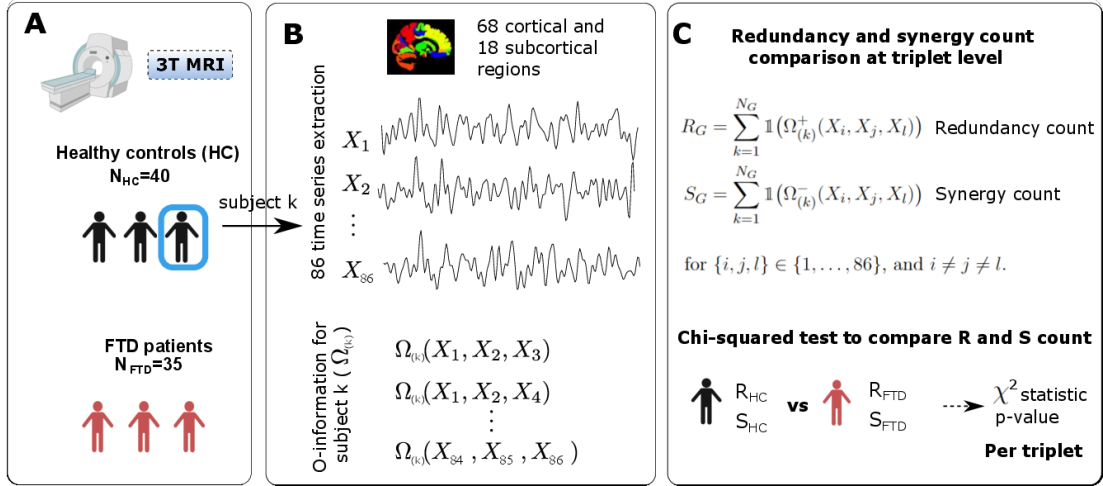 A
3T MRI
Healthy controls (HC)
N_HC=40
subject k
FTD patients
N_FTD=35
B
68 cortical and
18 subcortical
regions
86 time series extraction
X_1
X_2
⋮
X_86
O-information for
subject k ( Ω_(k))
Ω_(k)(X_1, X_2, X_3)
Ω_(k)(X_1, X_2, X_4)
⋮
Ω_(k)(X_84 , X_85 , X_86 )
C
Redundancy and synergy count
comparison at triplet level
R_G = ∑_{k=1}^{N_G} 𝟙(Ω^+_(k)(X_i, X_j, X_l)) Redundancy count
S_G = ∑_{k=1}^{N_G} 𝟙(Ω^-_(k)(X_i, X_j, X_l)) Synergy count
for {i, j, l} ∈ {1, . . . , 86}, and i ≠ j ≠ l.
Chi-squared test to compare R and S count
R_HC vs R_FTD χ^2 statistic
S_HC S_FTD p-value
Per triplet